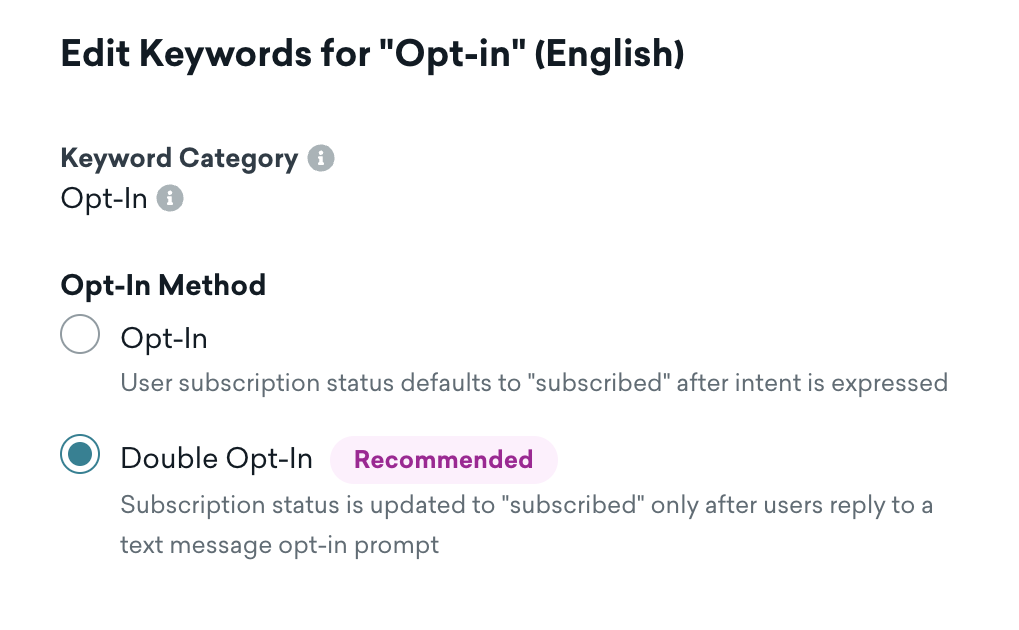 Edit Keywords for "Opt-in" (English)
Keyword Category
Opt-In
Opt-In Method
Opt-In
User subscription status defaults to "subscribed" after intent is expressed
Double Opt-In Recommended
Subscription status is updated to "subscribed" only after users reply to a
text message opt-in prompt